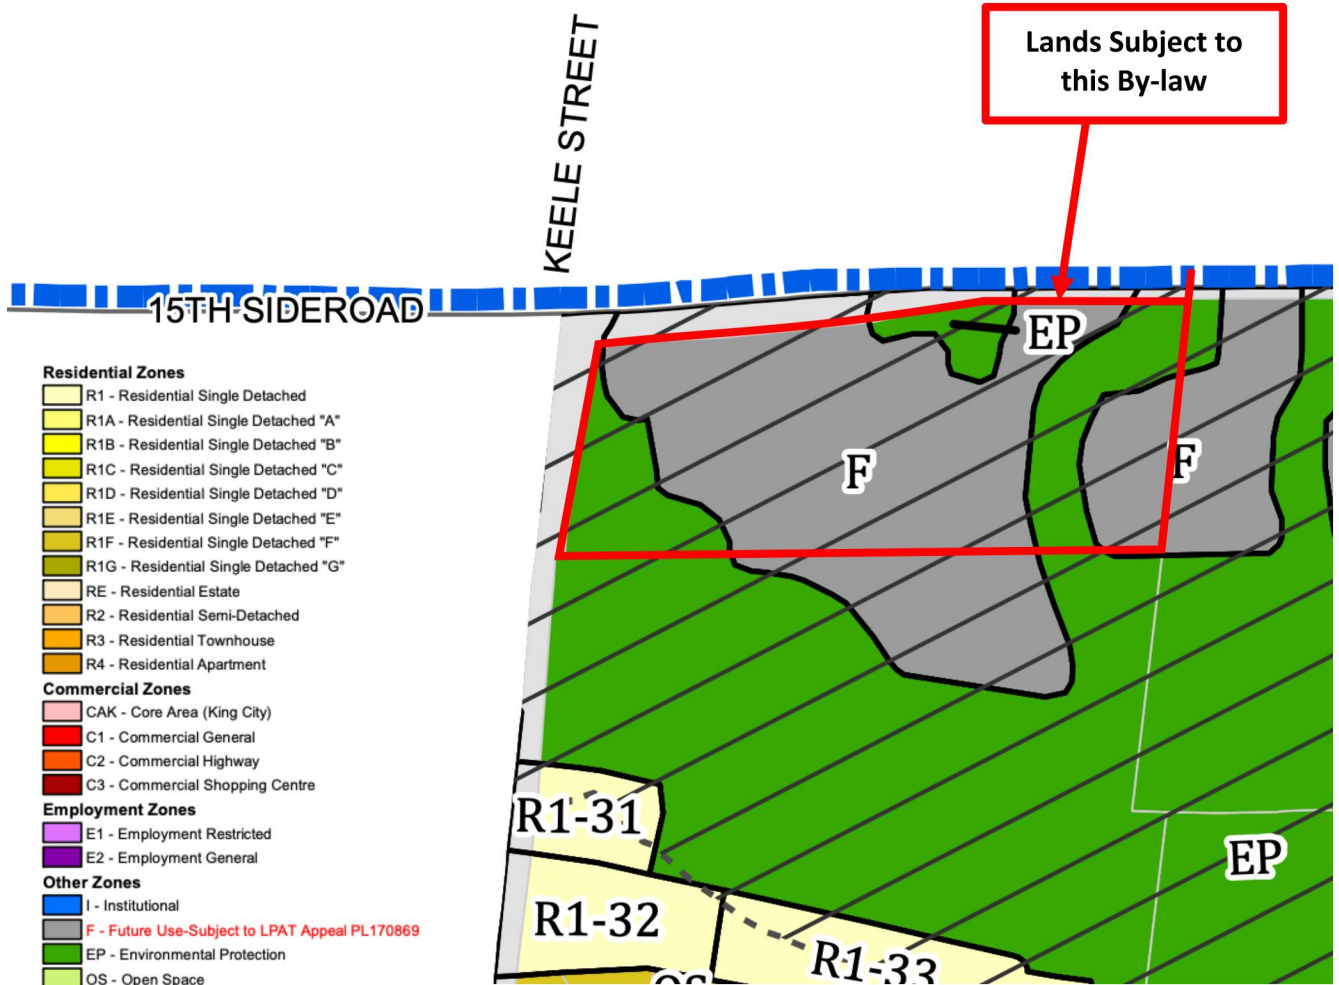 Lands Subject to
this By-law
KEELE STREET
15TH SIDEROAD
EP
F
F
Residential Zones
R1 - Residential Single Detached
R1A - Residential Single Detached "A"
R1B - Residential Single Detached "B"
R1C - Residential Single Detached "C"
R1D - Residential Single Detached "D"
R1E - Residential Single Detached "E"
R1F - Residential Single Detached "F"
R1G - Residential Single Detached "G"
RE - Residential Estate
R2 - Residential Semi-Detached
R3 - Residential Townhouse
R4 - Residential Apartment
Commercial Zones
CAK - Core Area (King City)
C1 - Commercial General
C2 - Commercial Highway
C3 - Commercial Shopping Centre
Employment Zones
E1 - Employment Restricted
E2 - Employment General
Other Zones
I - Institutional
F - Future Use-Subject to LPAT Appeal PL170869
EP - Environmental Protection
OS - Open Space
R1-31
EP
R1-32
R1-33
OS